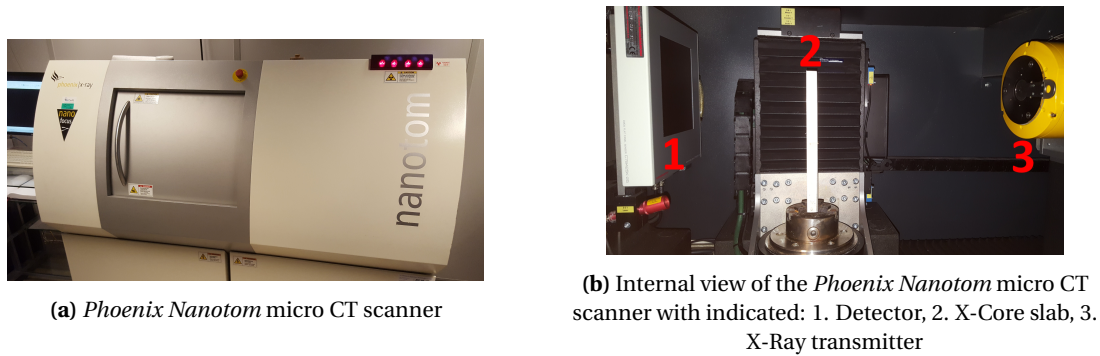 phoenix|x-ray
nano
focus
nanotom
1
2
3
(a) Phoenix Nanotom micro CT scanner
(b) Internal view of the Phoenix Nanotom micro CT
scanner with indicated: 1. Detector, 2. X-Core slab, 3.
X-Ray transmitter